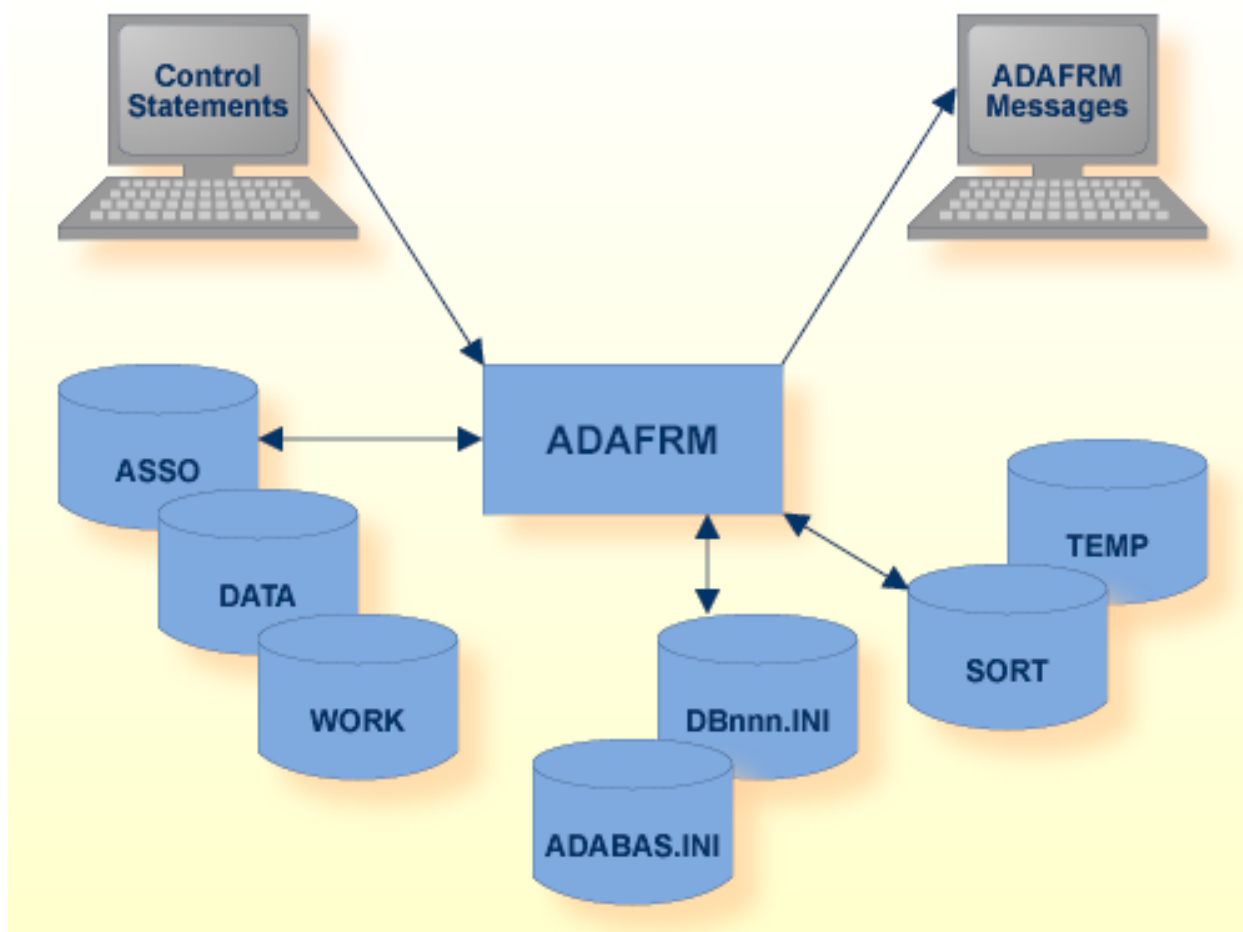 Control
Statements
ADAFRM
Messages
ADAFRM
ASSO
DATA
WORK
TEMP
SORT
DBnnn.INI
ADABAS.INI